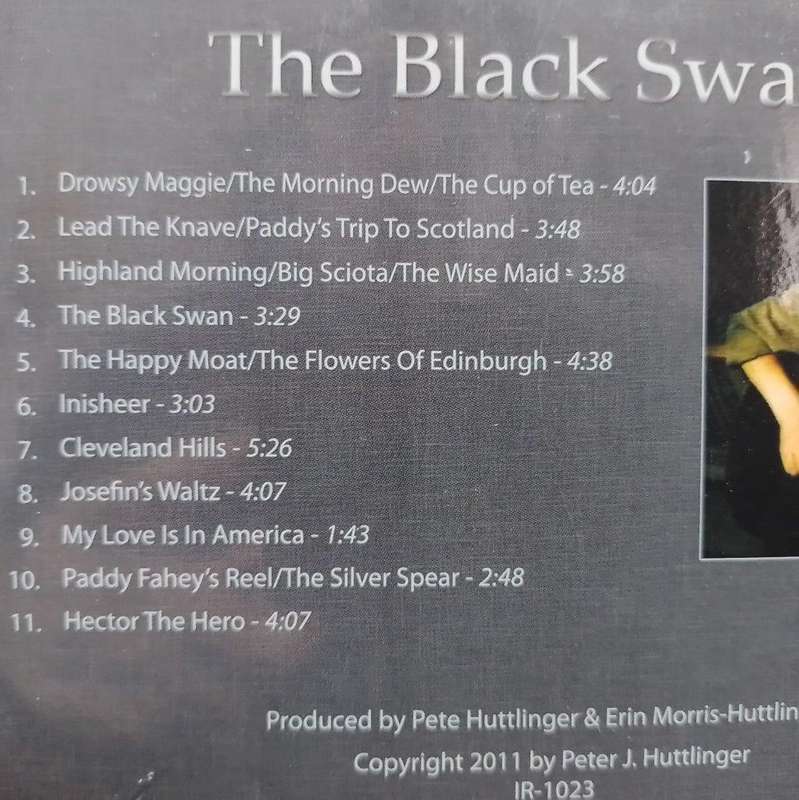 The Black Swa
1. Drowsy Maggie/The Morning Dew/The Cup of Tea - 4:04
2. Lead The Knave/Paddy's Trip To Scotland - 3:48
3. Highland Morning/Big Sciota/The Wise Maid - 3:58
4. The Black Swan - 3:29
5. The Happy Moat/The Flowers Of Edinburgh - 4:38
6. Inisheer - 3:03
7. Cleveland Hills - 5:26
8. Josefin's Waltz - 4:07
9. My Love Is In America - 1:43
10. Paddy Fahey's Reel/The Silver Spear - 2:48
11. Hector The Hero - 4:07
Produced by Pete Huttlinger & Erin Morris-Huttlin
Copyright 2011 by Peter J. Huttlinger
IR-1023